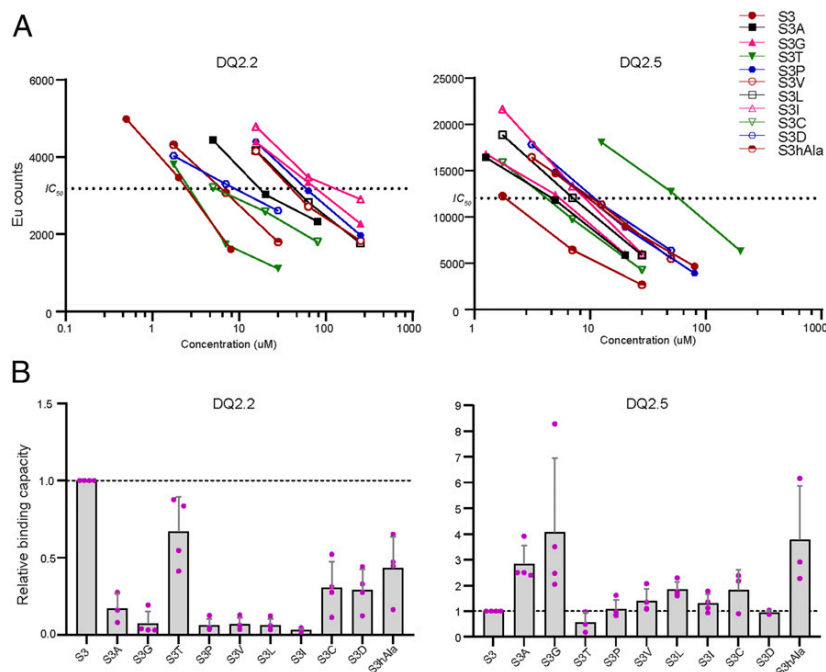 A
DQ2.2
DQ2.5
S3
S3A
S3G
S3T
S3P
S3V
S3L
S3I
S3C
S3D
S3hAla
Eu counts
6000
4000
2000
0
IC50
0.1
1
10
100
1000
Concentration (uM)
25000
20000
15000
10000
5000
0
IC50
1
10
100
1000
Concentration (uM)
B
DQ2.2
DQ2.5
Relative binding capacity
1.5
1.0
0.5
0.0
S3
S3A
S3G
S3T
S3P
S3V
S3L
S3I
S3C
S3D
S3hAla
9
8
7
6
5
4
3
2
1
0
S3
S3A
S3G
S3T
S3P
S3V
S3L
S3I
S3C
S3D
S3hAla